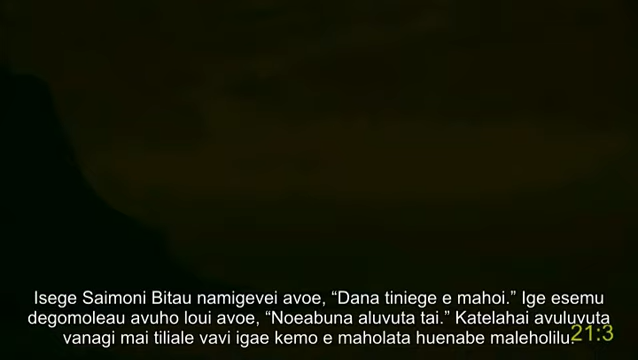 Isege Saimoni Bitau namigevei avoe, “Dana tiniege e mahoi.” Ige esemu
degomoleau avuho loui avoe, “Noeabuna aluvuta tai.” Katelahai avuluvuta
vanagi mai tiliale vavi igae kemo e maholata huenabe maleholilu.
21:3